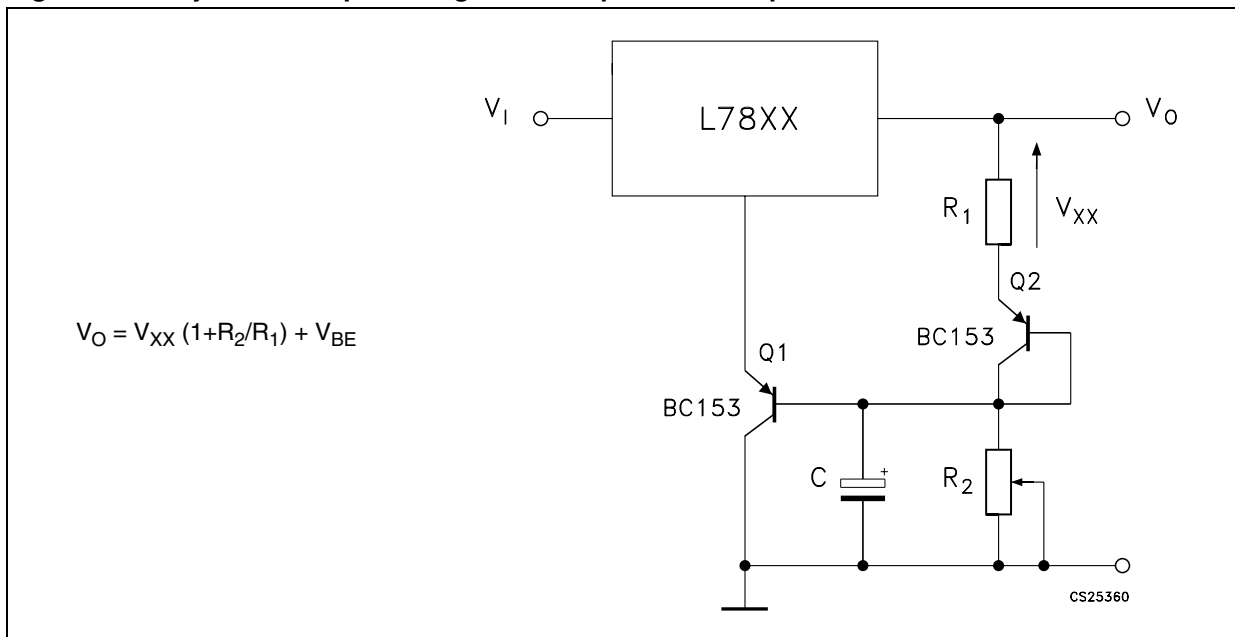 V_I
L78XX
V_O
R_1
V_XX
Q2
BC153
V_O = V_XX (1+R_2/R_1) + V_BE
Q1
BC153
C
+
R_2
CS25360